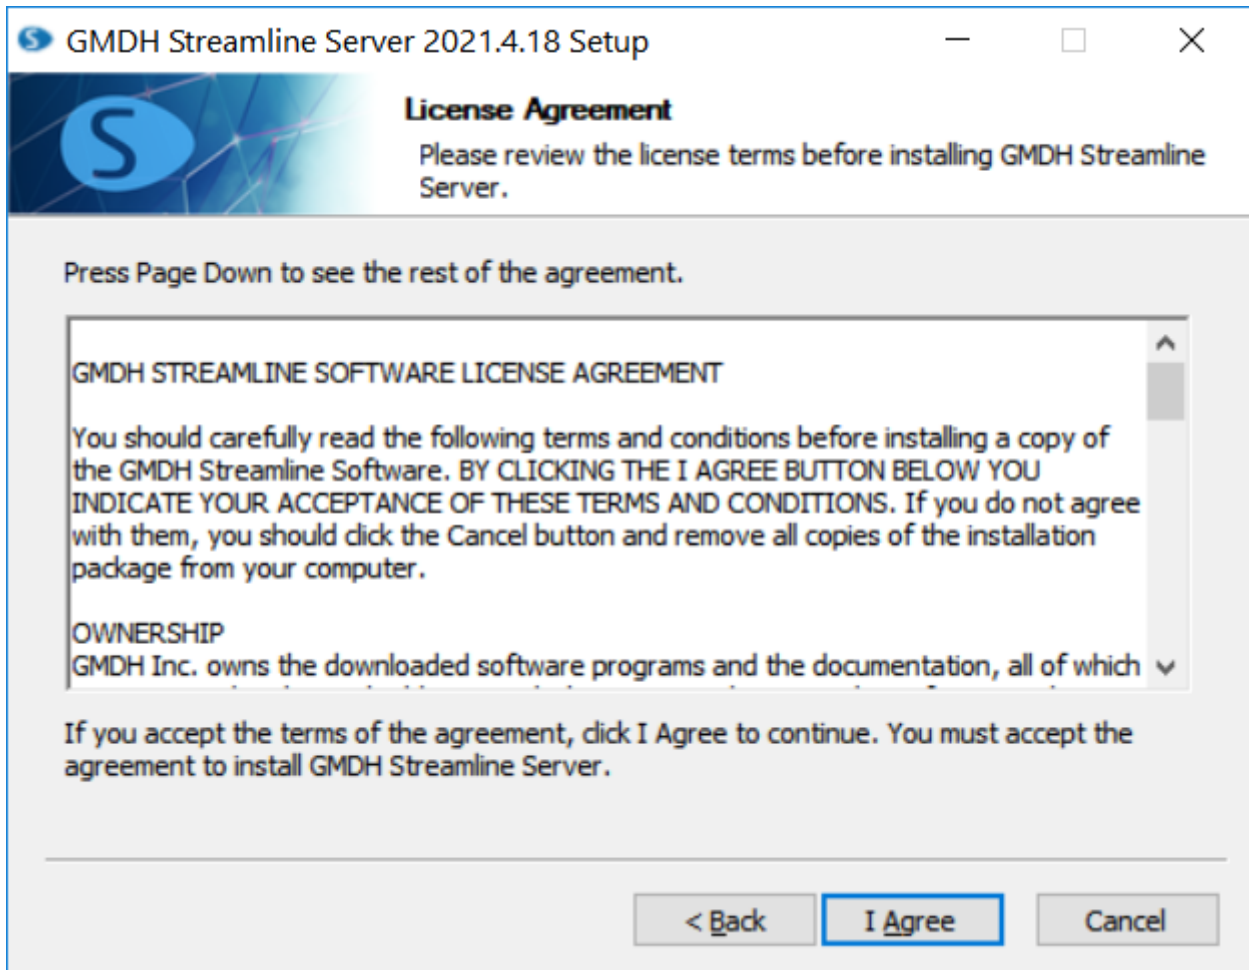 GMDH Streamline Server 2021.4.18 Setup
S
License Agreement
Please review the license terms before installing GMDH Streamline
Server.
Press Page Down to see the rest of the agreement.
GMDH STREAMLINE SOFTWARE LICENSE AGREEMENT
You should carefully read the following terms and conditions before installing a copy of
the GMDH Streamline Software. BY CLICKING THE I AGREE BUTTON BELOW YOU
INDICATE YOUR ACCEPTANCE OF THESE TERMS AND CONDITIONS. If you do not agree
with them, you should click the Cancel button and remove all copies of the installation
package from your computer.
OWNERSHIP
GMDH Inc. owns the downloaded software programs and the documentation, all of which
If you accept the terms of the agreement, click I Agree to continue. You must accept the
agreement to install GMDH Streamline Server.
< Back
I Agree
Cancel